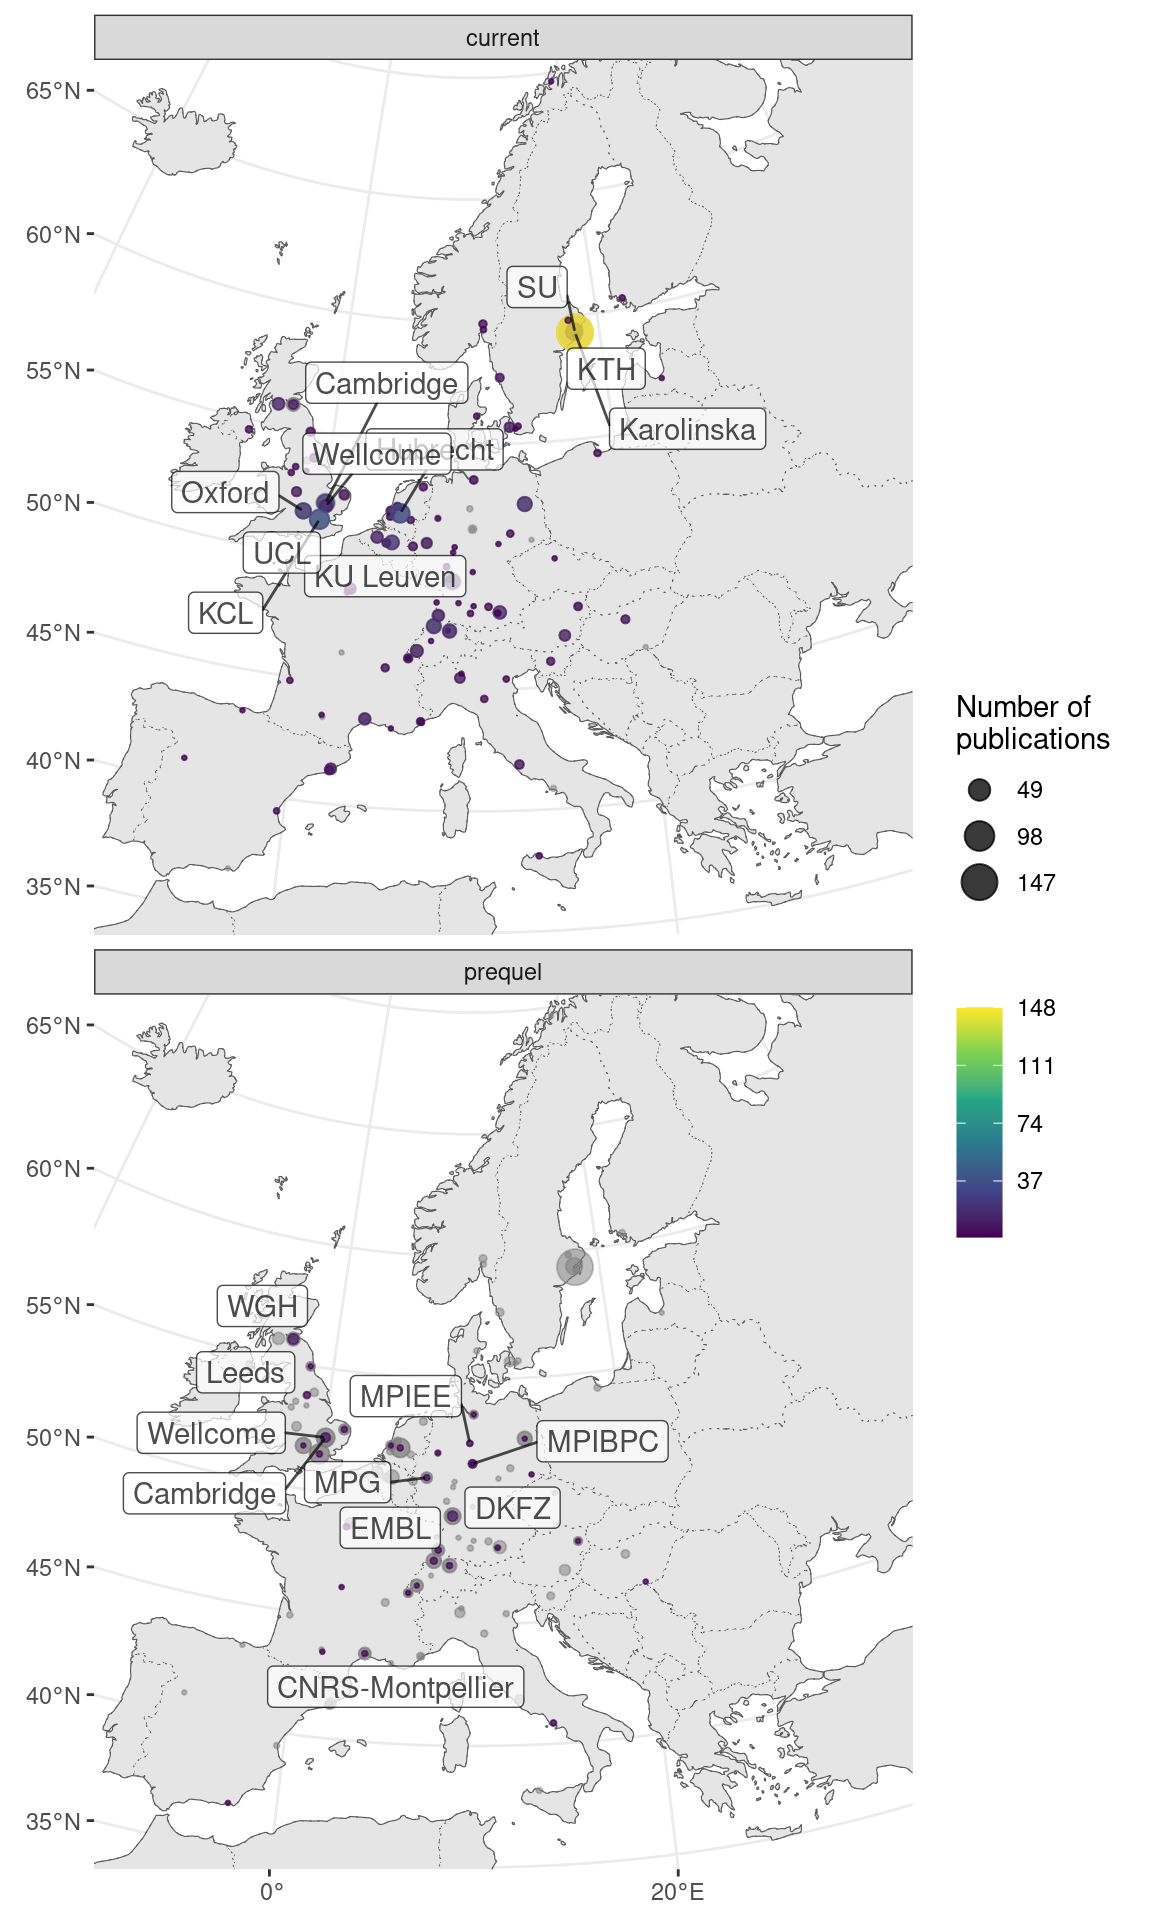 current
65°N
60°N
55°N
50°N
45°N
40°N
35°N
SU
KTH
Karolinska
Cambridge
Hubrecht
Wellcome
Oxford
UCL
KU Leuven
KCL
Number of
publications
49
98
147
148
111
74
37
prequel
65°N
60°N
55°N
50°N
45°N
40°N
35°N
WGH
Leeds
MPIEE
Wellcome
MPIBPC
MPG
Cambridge
DKFZ
EMBL
CNRS-Montpellier
0°
20°E